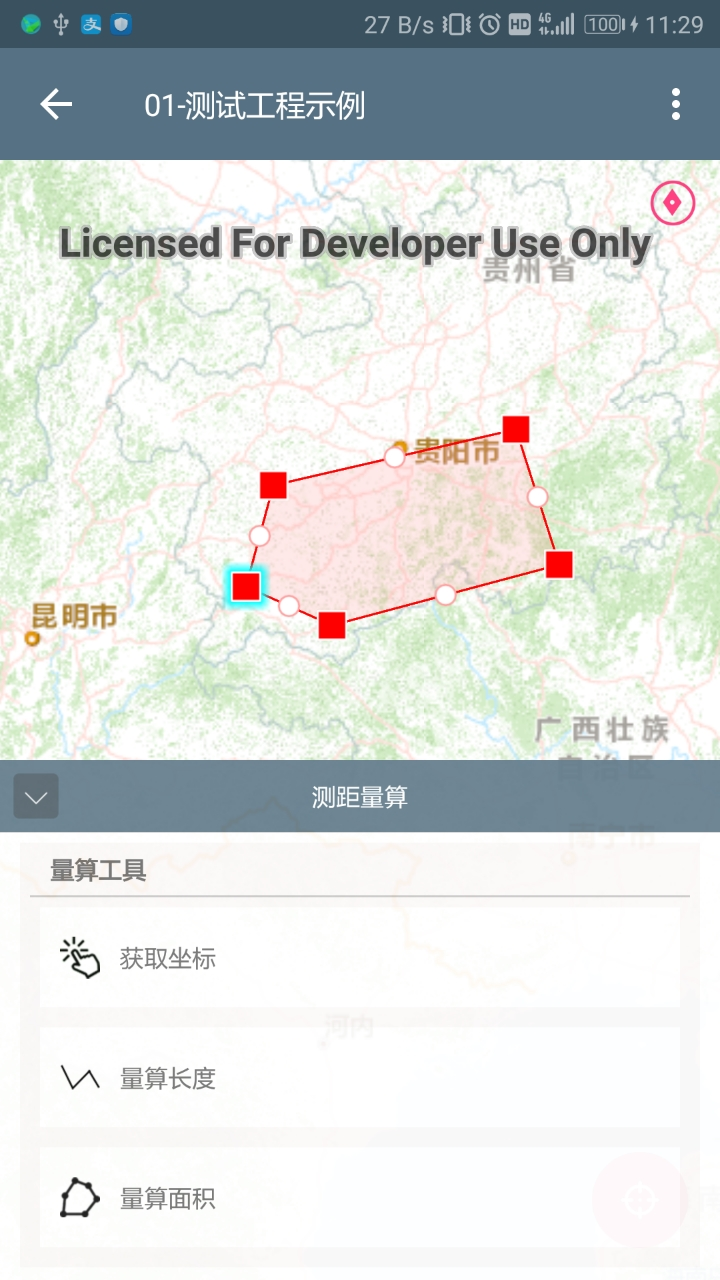 27 B/s HD 4G 100 11:29
01-测试工程示例
Licensed For Developer Use Only
贵州省
贵阳市
昆明市
广西壮族
自治区
测距量算
南宁市
量算工具
获取坐标
河内
量算长度
量算面积